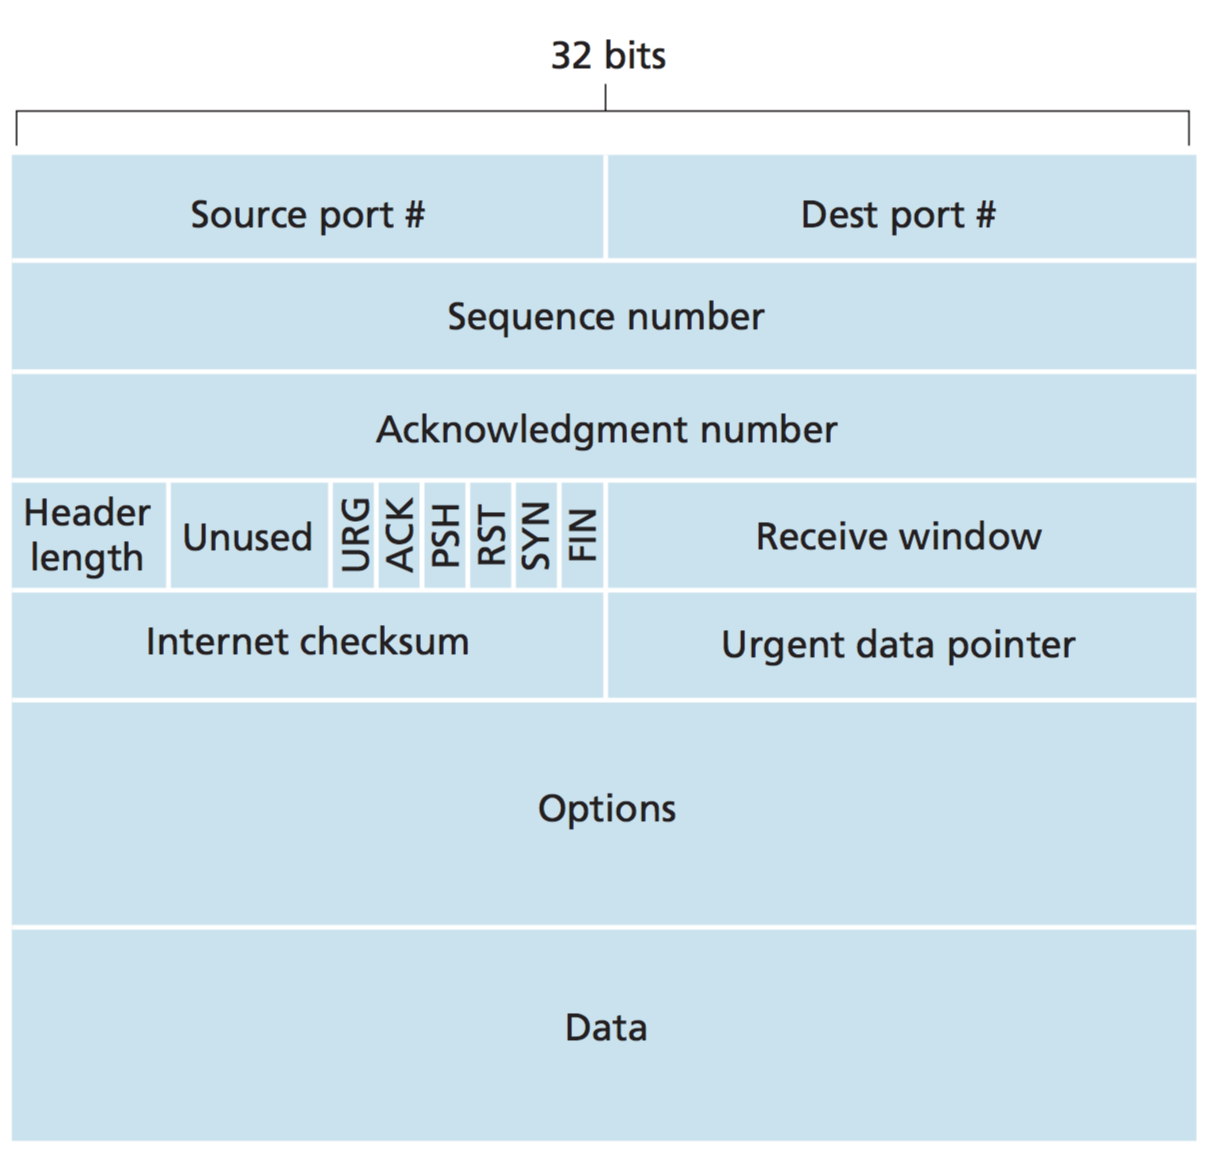 32 bits
Source port #
Dest port #
Sequence number
Acknowledgment number
Header
length
Unused
URG
ACK
PSH
RST
SYN
FIN
Receive window
Internet checksum
Urgent data pointer
Options
Data